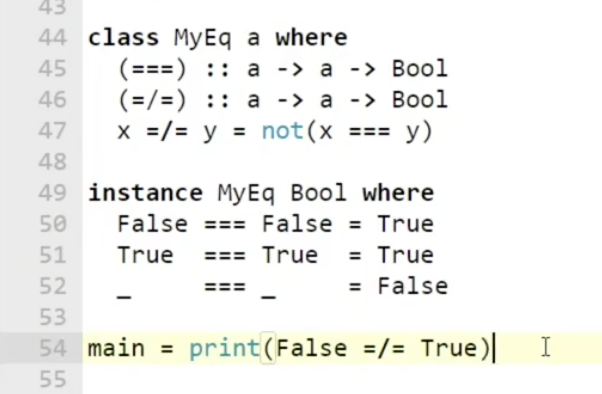 43
44 class MyEq a where
45   (===) :: a -> a -> Bool
46   (=/=) :: a -> a -> Bool
47   x =/= y = not(x === y)
48
49 instance MyEq Bool where
50   False === False = True
51   True  === True  = True
52   _     === _     = False
53
54 main = print(False =/= True)
55